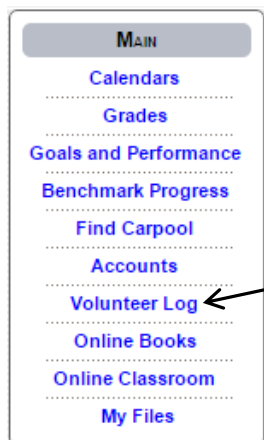 Main
Calendars
Grades
Goals and Performance
Benchmark Progress
Find Carpool
Accounts
Volunteer Log
Online Books
Online Classroom
My Files